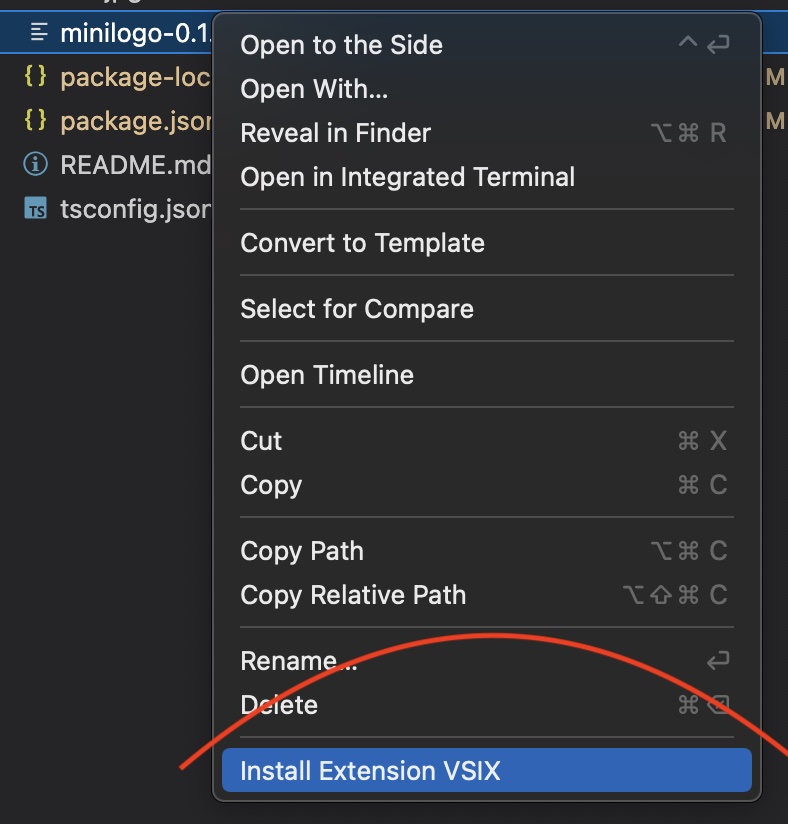 minilogo-0.1.
Open to the Side ^ ⏎
Open With...
{} package-loc M
Reveal in Finder ⌥⌘ R
{} package.json M
README.md
Open in Integrated Terminal
tsconfig.json
Convert to Template
Select for Compare
Open Timeline
Cut ⌘ X
Copy ⌘ C
Copy Path ⌥⌘ C
Copy Relative Path ⌥⇧⌘ C
Rename... ⏎
Delete ⌘⌫
Install Extension VSIX